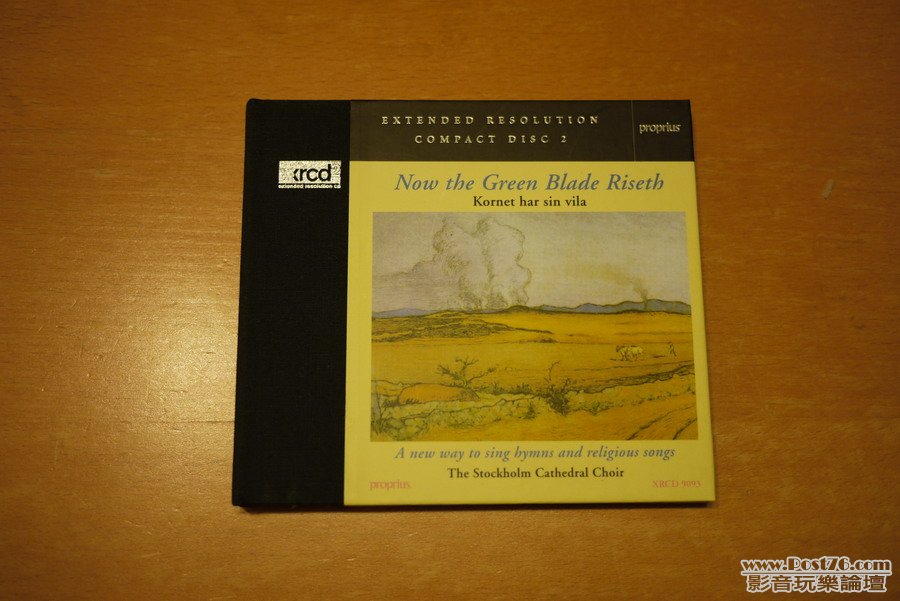 EXTENDED RESOLUTION
COMPACT DISC 2
proprius
xrcd
extended resolution cd
Now the Green Blade Riseth
Kornet har sin vila
A new way to sing hymns and religious songs
The Stockholm Cathedral Choir
proprius
XRCD 9093
www.Post76.com
影音玩樂論壇